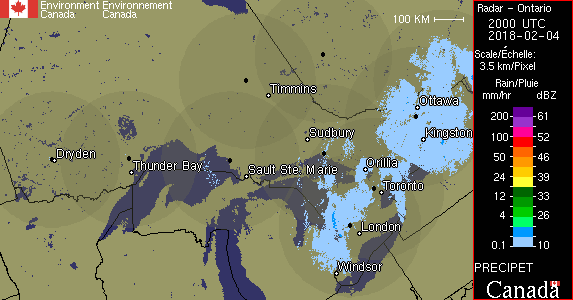 Environment Environnement
Canada Canada
100 KM
Timmins
Ottawa
Sudbury
Kingston
Dryden
Thunder Bay
Sault Ste. Marie
Orillia
Toronto
London
Windsor
Radar - Ontario
2000 UTC
2018-02-04
Scale/Échelle:
3.5 km/Pixel
Rain/Pluie
mm/hr dBZ
200 61
100 52
50 46
24 39
12 33
4 26
0.1 10
PRECIPET
Canada